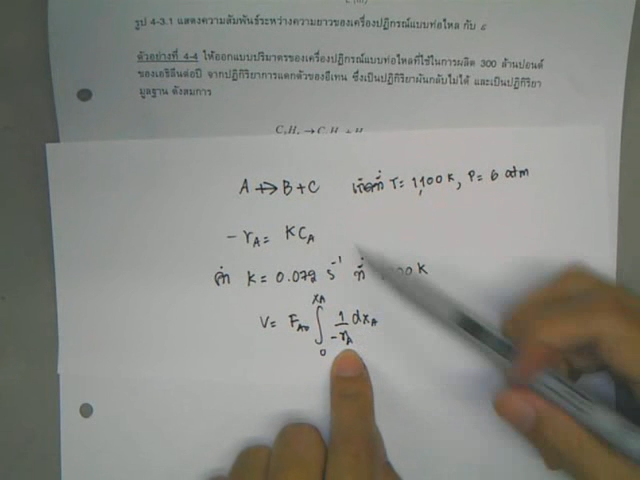 รูป 4-3.1 แสดงความสัมพันธ์ระหว่างความยาวของเครื่องปฏิกรณ์แบบท่อไหล กับ ε
ตัวอย่างที่ 4-4 ให้ออกแบบปริมาตรของเครื่องปฏิกรณ์แบบท่อไหลที่ใช้ในการผลิต 300 ล้านปอนด์
ของเอธิลีนต่อปี จากปฏิกิริยาการแตกตัวของอีเทน ซึ่งเป็นปฏิกิริยาผันกลับไม่ได้ และเป็นปฏิกิริยา
มูลฐาน ดังสมการ
A → B + C เกิดที่ T = 1,100 K, P = 6 atm
-rA = KCA
ค่า K = 0.072 s⁻¹ ที่ K
V = FA0 ∫0^XA 1/-rA dXA